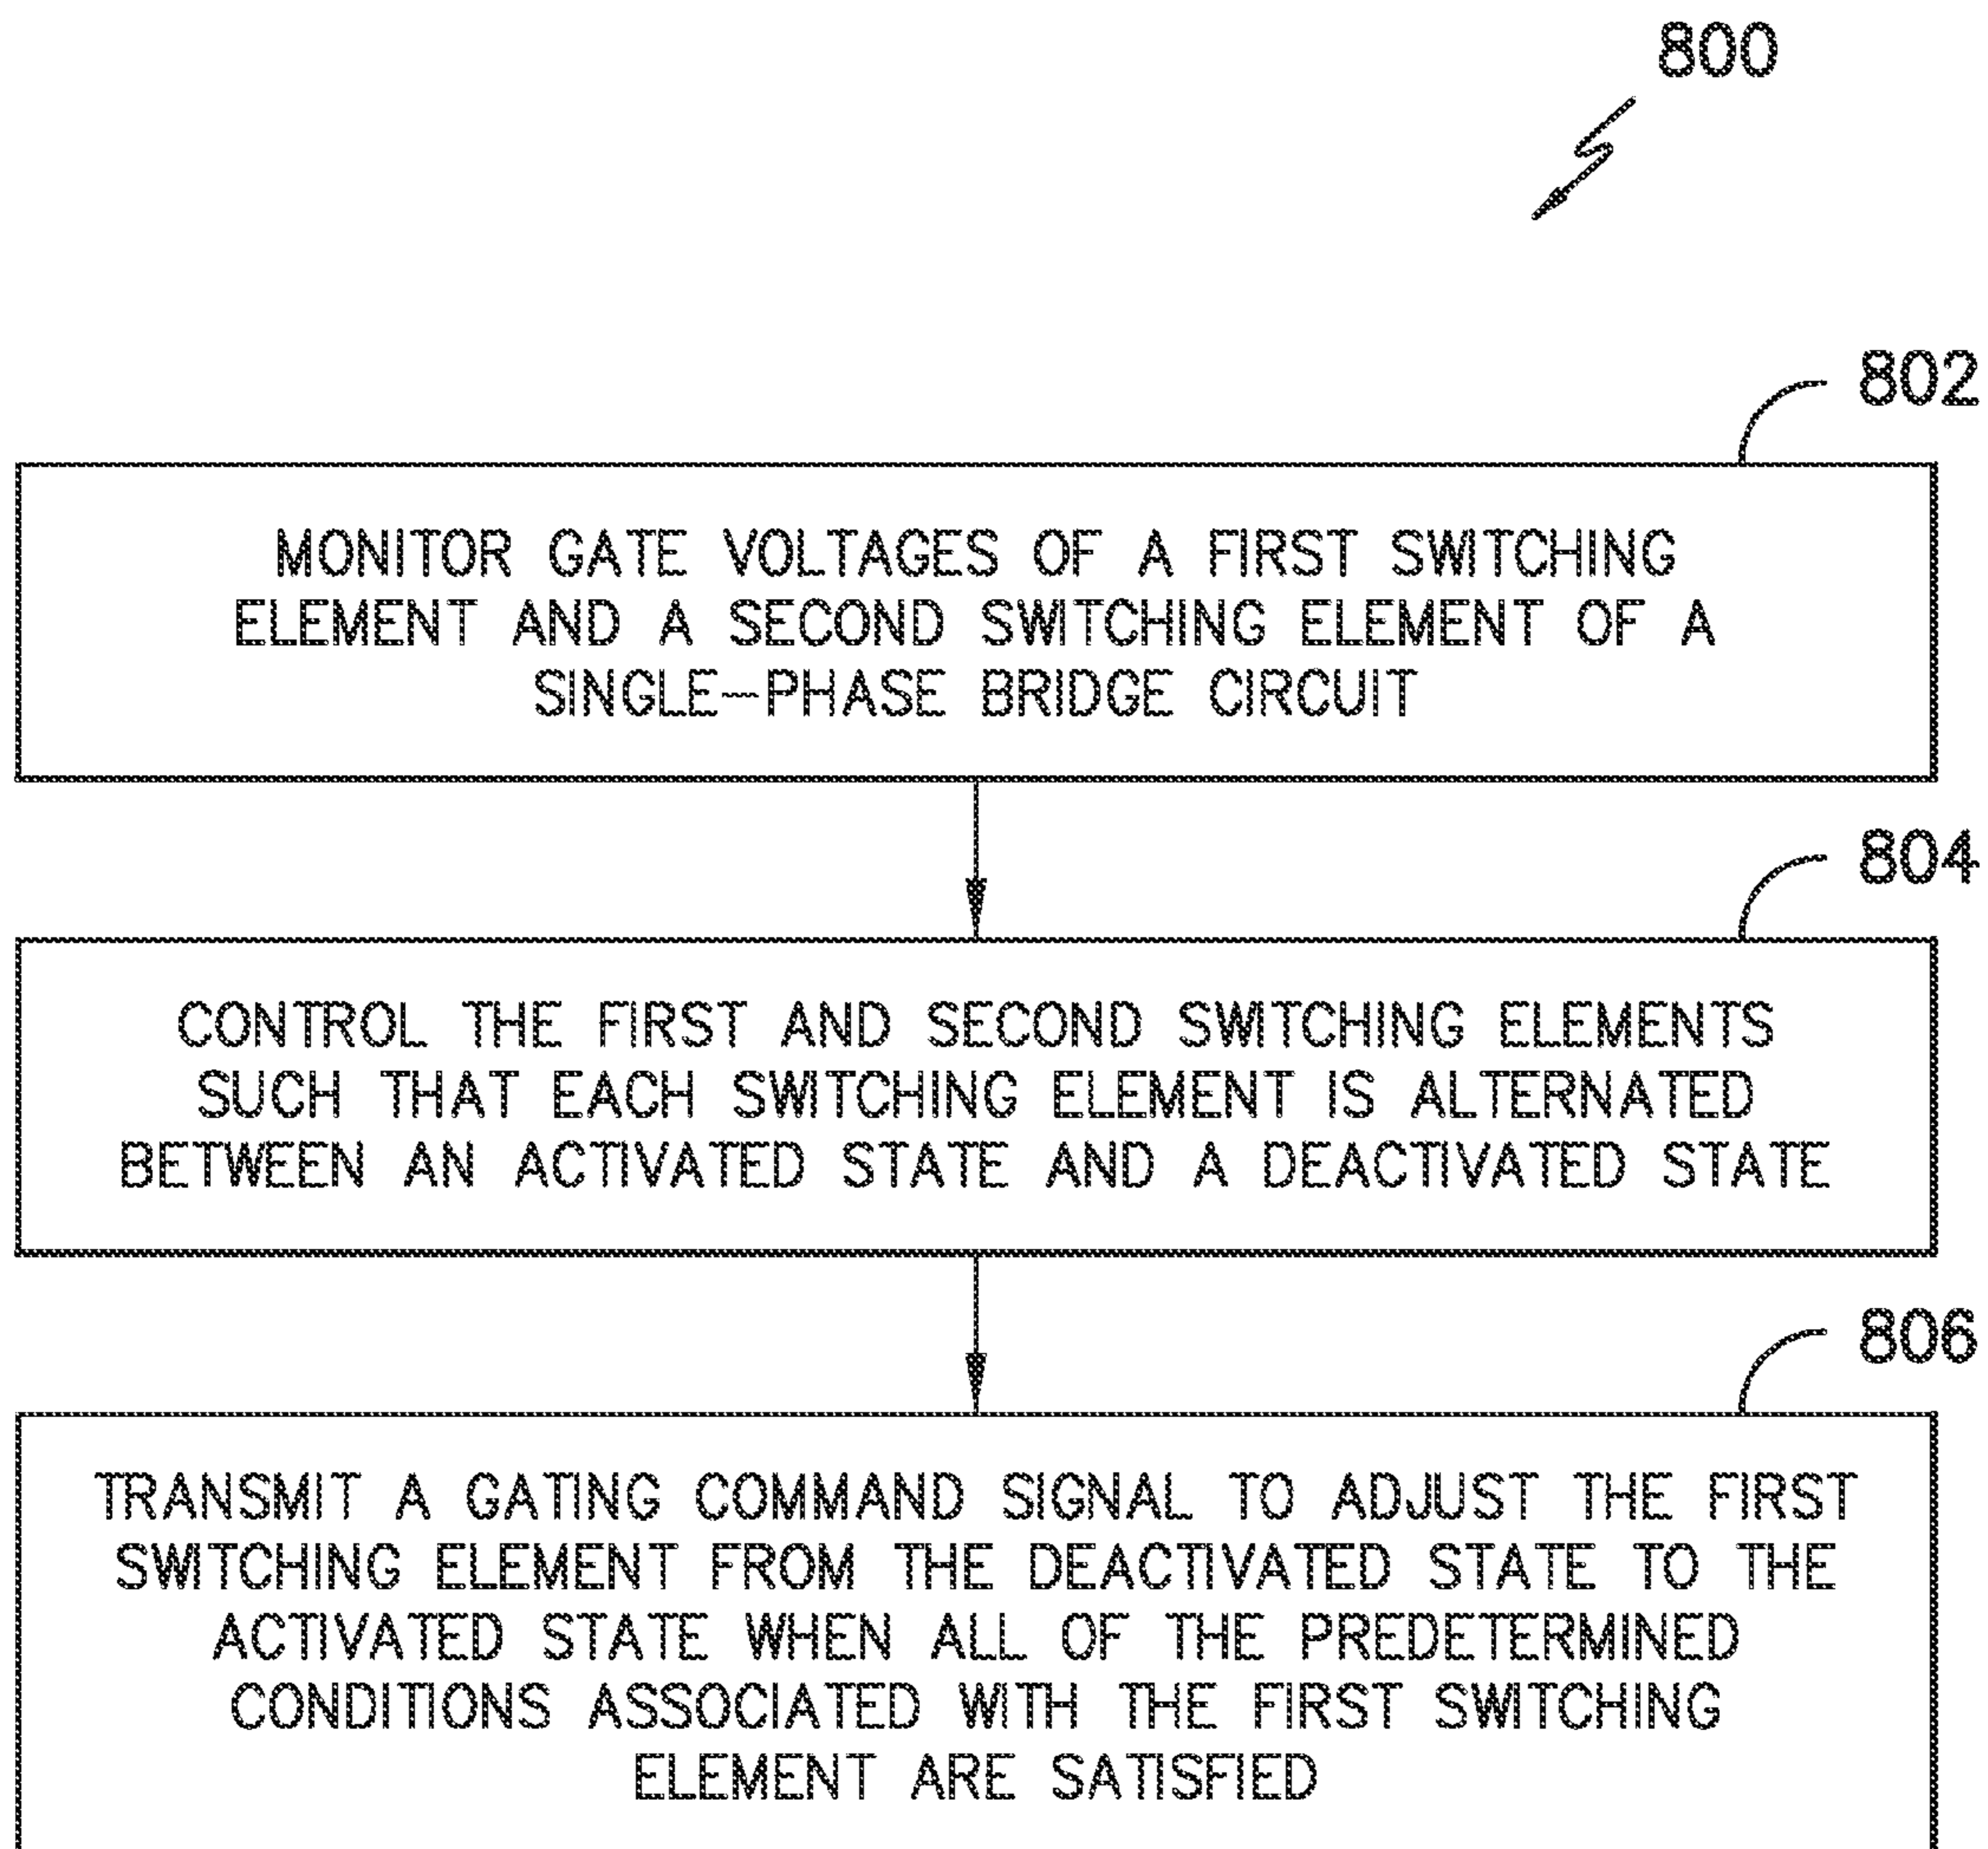 800
802
MONITOR GATE VOLTAGES OF A FIRST SWITCHING
ELEMENT AND A SECOND SWITCHING ELEMENT OF A
SINGLE-PHASE BRIDGE CIRCUIT
804
CONTROL THE FIRST AND SECOND SWITCHING ELEMENTS
SUCH THAT EACH SWITCHING ELEMENT IS ALTERNATED
BETWEEN AN ACTIVATED STATE AND A DEACTIVATED STATE
806
TRANSMIT A GATING COMMAND SIGNAL TO ADJUST THE FIRST
SWITCHING ELEMENT FROM THE DEACTIVATED STATE TO THE
ACTIVATED STATE WHEN ALL OF THE PREDETERMINED
CONDITIONS ASSOCIATED WITH THE FIRST SWITCHING
ELEMENT ARE SATISFIED